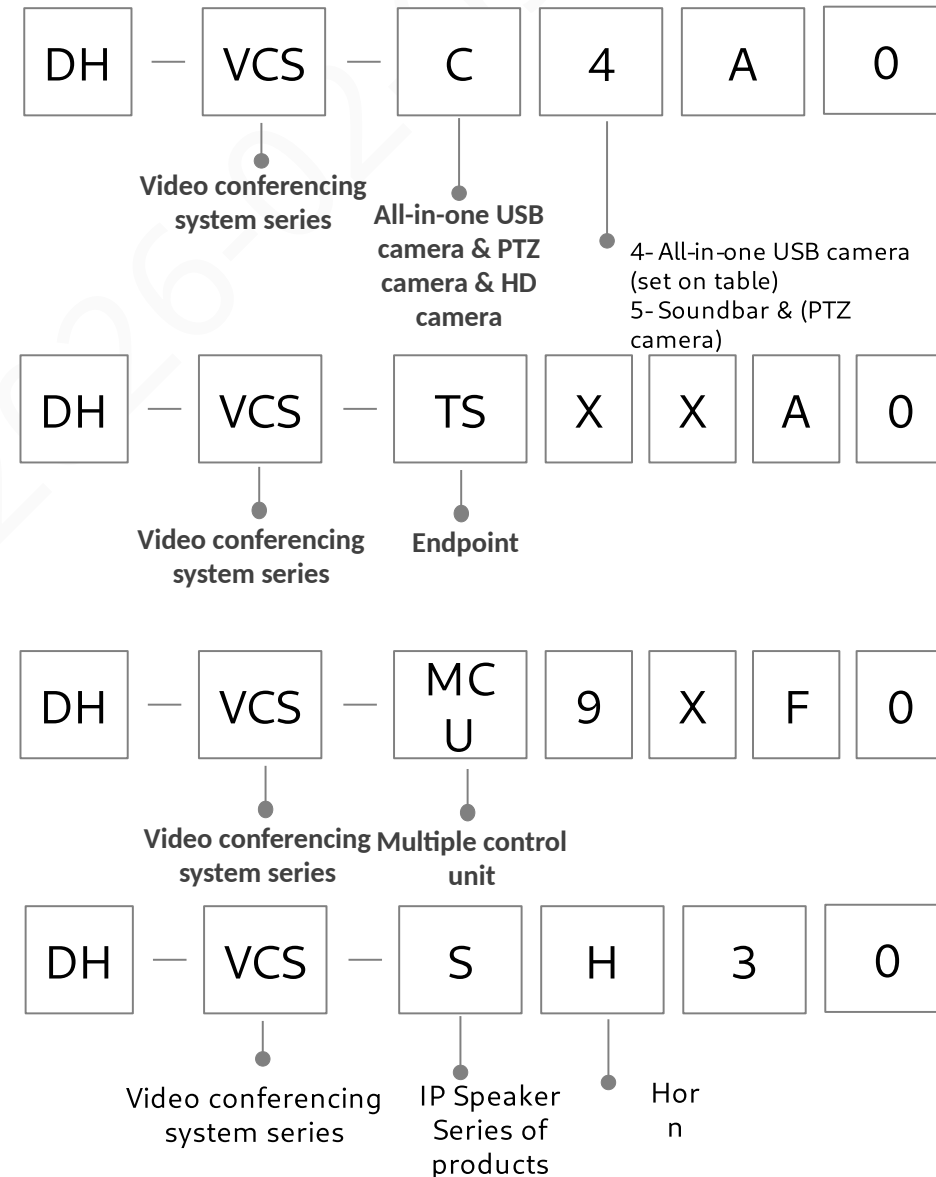 DH — VCS — C 4 A 0
Video conferencing
system series
All-in-one USB
camera & PTZ
camera & HD
camera
4- All-in-one USB camera
(set on table)
5- Soundbar & (PTZ
camera)
DH — VCS — TS X X A 0
Video conferencing
system series
Endpoint
DH — VCS — MC
U 9 X F 0
Video conferencing
system series
Multiple control
unit
DH — VCS — S H 3 0
Video conferencing
system series
IP Speaker
Series of
products
Hor
n